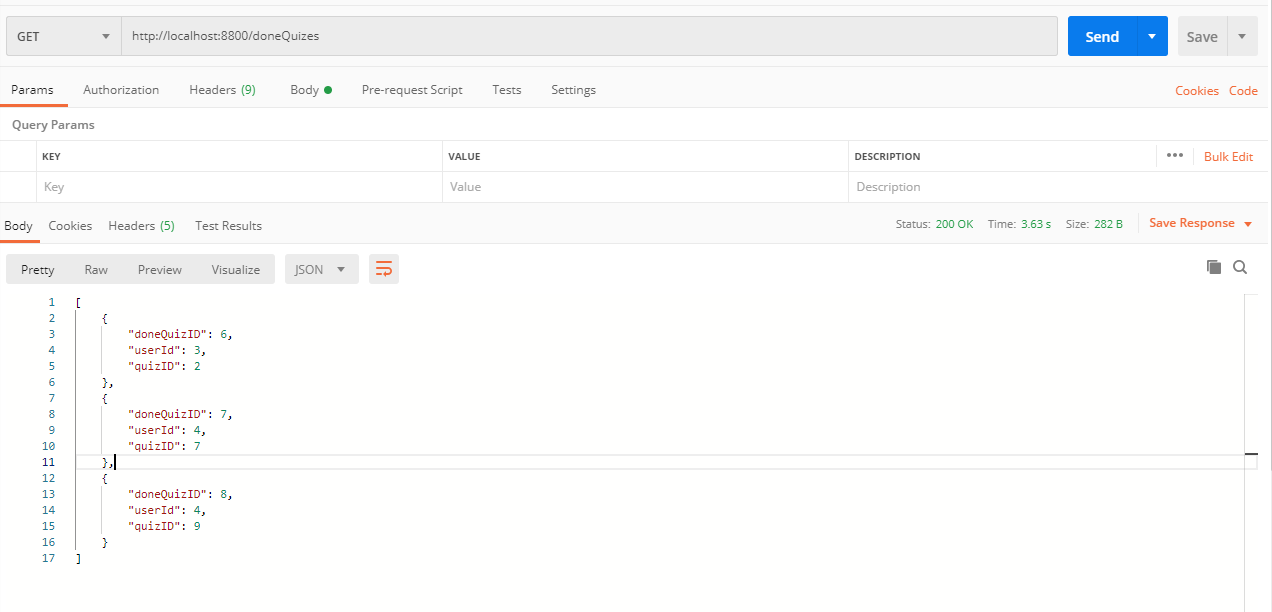 GET http://localhost:8800/doneQuizes Send Save
Params Authorization Headers (9) Body Pre-request Script Tests Settings Cookies Code
Query Params
KEY VALUE DESCRIPTION ••• Bulk Edit
Key Value Description
Body Cookies Headers (5) Test Results Status: 200 OK Time: 3.63 s Size: 282 B Save Response
Pretty Raw Preview Visualize JSON
1 [
2 {
3 "doneQuizID": 6,
4 "userId": 3,
5 "quizID": 2
6 },
7 {
8 "doneQuizID": 7,
9 "userId": 4,
10 "quizID": 7
11 },
12 {
13 "doneQuizID": 8,
14 "userId": 4,
15 "quizID": 9
16 }
17 ]